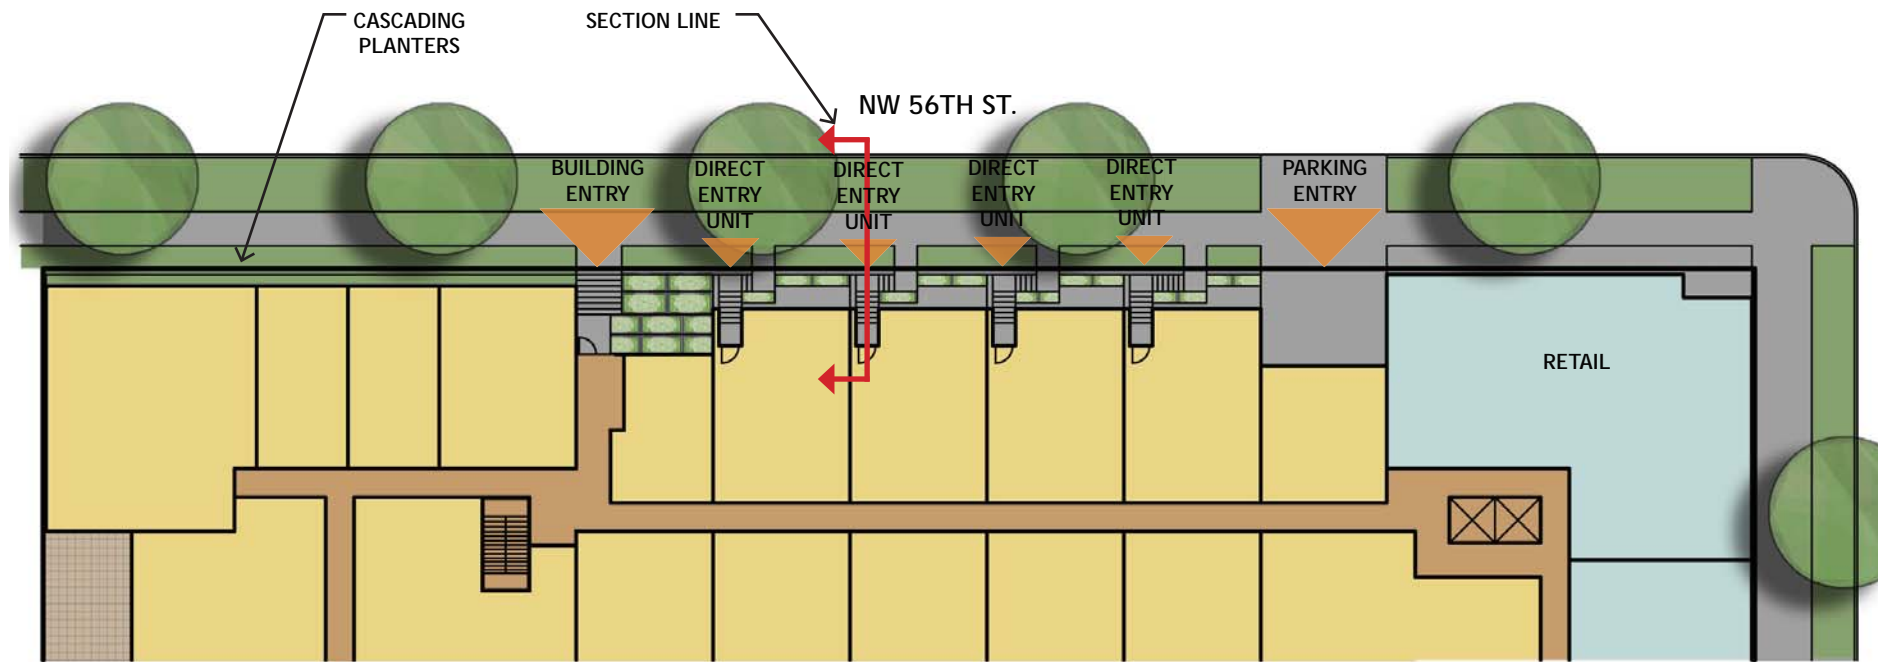 CASCADING
PLANTERS
SECTION LINE
NW 56TH ST.
BUILDING
ENTRY
DIRECT
ENTRY
UNIT
DIRECT
ENTRY
UNIT
DIRECT
ENTRY
UNIT
DIRECT
ENTRY
UNIT
PARKING
ENTRY
RETAIL